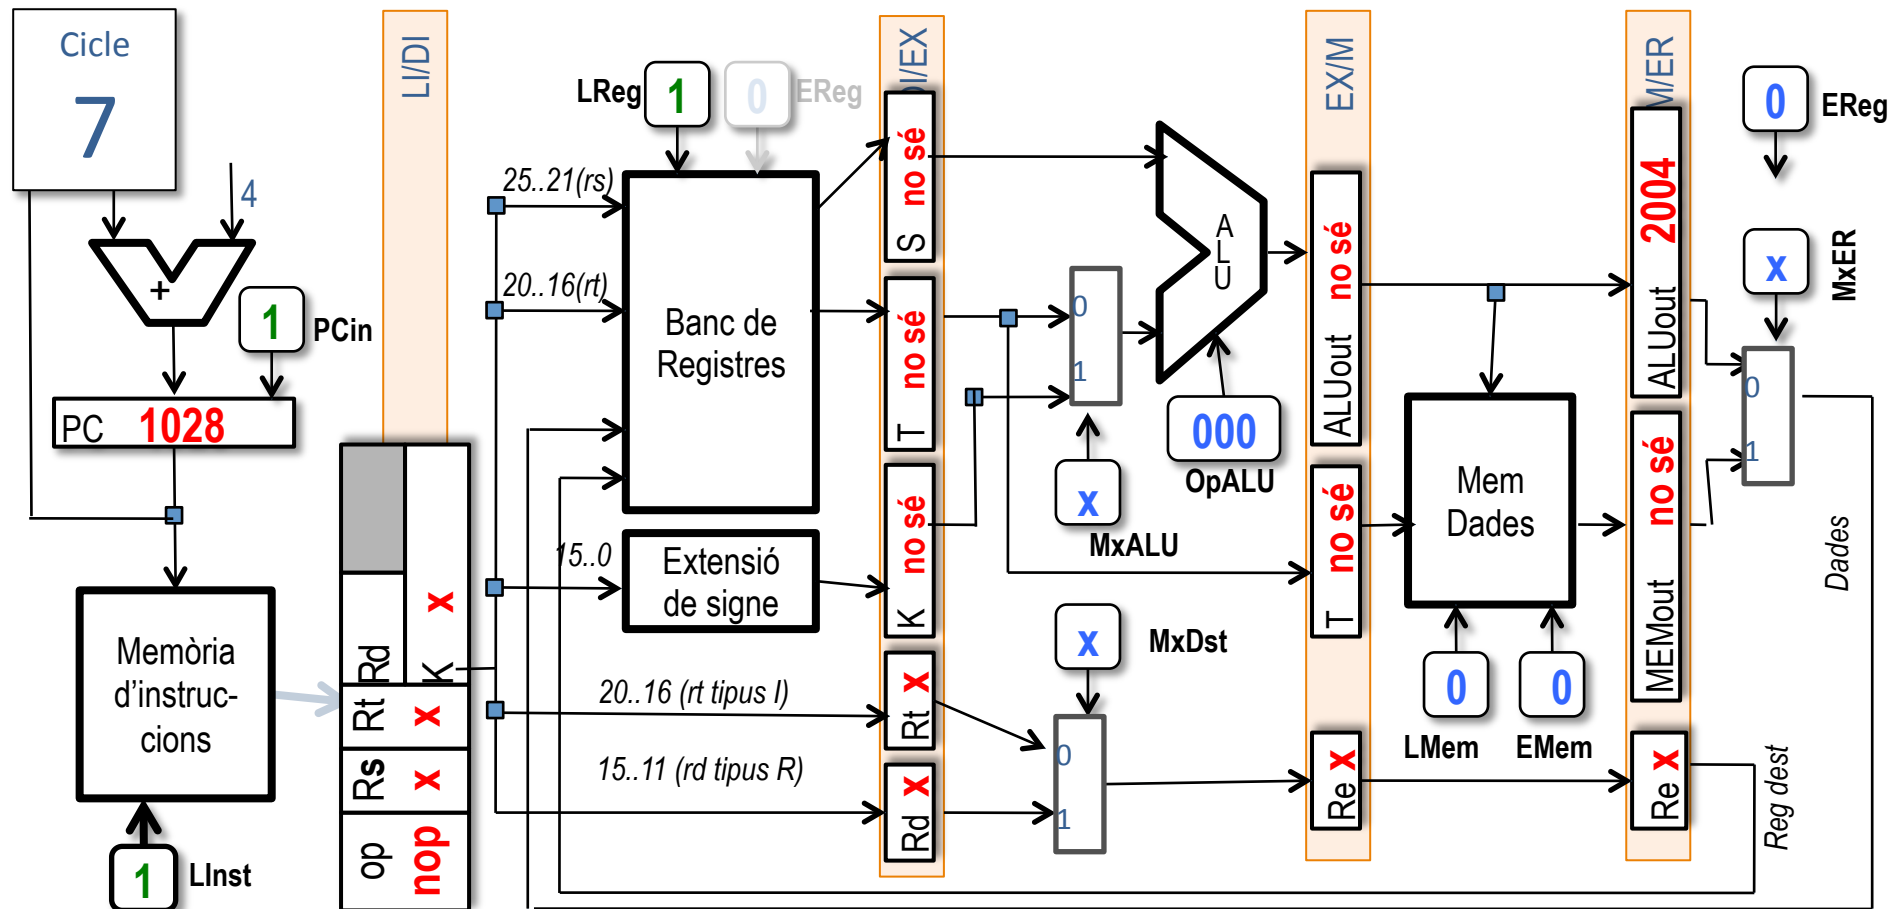 Cicle
7
4
+
1
PCin
PC 1028
Memòria
d'instruc-
cions
1
LInst
LI/DI
Rd
K x
Rt x
Rs x
op nop
LReg
1
0
EReg
25..21(rs)
20..16(rt)
Banc de
Registres
15..0
Extensió
de signe
20..16 (rt tipus I)
15..11 (rd tipus R)
DI/EX
S no sé
T no sé
K no sé
Rt x
Rd x
0
1
x
MxALU
ALU
000
OpALU
x
MxDst
0
1
EX/M
ALUout no sé
T no sé
Re x
Mem
Dades
0
LMem
0
EMem
M/ER
ALUout 2004
MEMout no sé
Re x
0
EReg
x
MxER
0
1
Dades
Reg dest